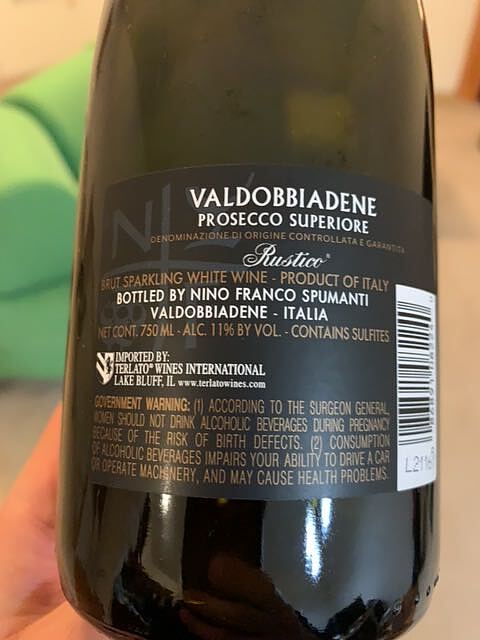 VALDOBBIADENE
PROSECCO SUPERIORE
DENOMINAZIONE DI ORIGINE CONTROLLATA E GARANTITA
Rustico®
BRUT SPARKLING WHITE WINE - PRODUCT OF ITALY
BOTTLED BY NINO FRANCO SPUMANTI
VALDOBBIADENE - ITALIA
NET CONT. 750 ML - ALC. 11% BY VOL. - CONTAINS SULFITES
IMPORTED BY:
TERLATO® WINES INTERNATIONAL
LAKE BLUFF, IL www.terlatowines.com
GOVERNMENT WARNING: (1) ACCORDING TO THE SURGEON GENERAL,
WOMEN SHOULD NOT DRINK ALCOHOLIC BEVERAGES DURING PREGNANCY
BECAUSE OF THE RISK OF BIRTH DEFECTS. (2) CONSUMPTION
OF ALCOHOLIC BEVERAGES IMPAIRS YOUR ABILITY TO DRIVE A CAR
OR OPERATE MACHINERY, AND MAY CAUSE HEALTH PROBLEMS.